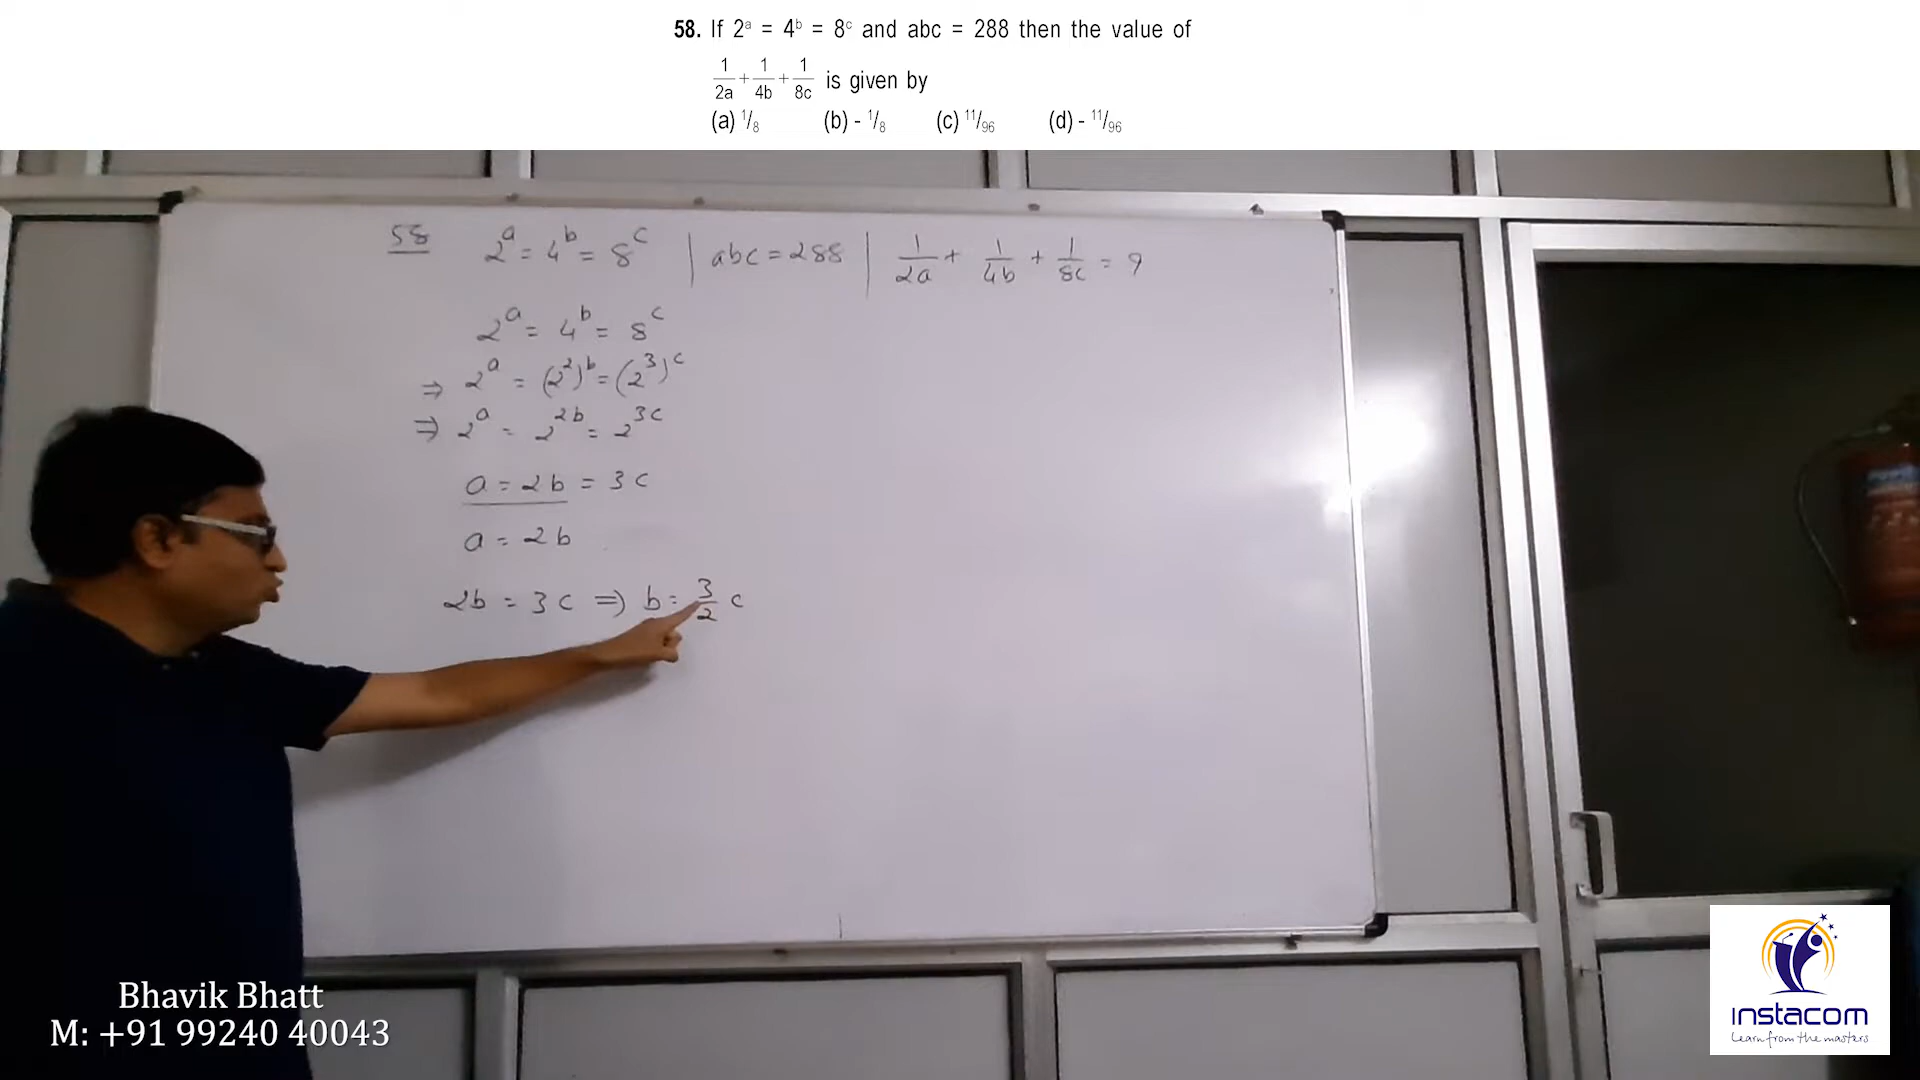 58. If 2ᵃ = 4ᵇ = 8ᶜ and abc = 288 then the value of
1/2a + 1/4b + 1/8c is given by
(a) 1/8 (b) - 1/8 (c) 11/96 (d) - 11/96
58 2ᵃ = 4ᵇ = 8ᶜ | abc = 288 | 1/2a + 1/4b + 1/8c = ?
2ᵃ = 4ᵇ = 8ᶜ
⇒ 2ᵃ = (2²)ᵇ = (2³)ᶜ
⇒ 2ᵃ = 2²ᵇ = 2³ᶜ
a = 2b = 3c
a = 2b
2b = 3c ⇒ b = 3/2 c
Bhavik Bhatt
M: +91 99240 40043
ınstacom
Learn from the masters